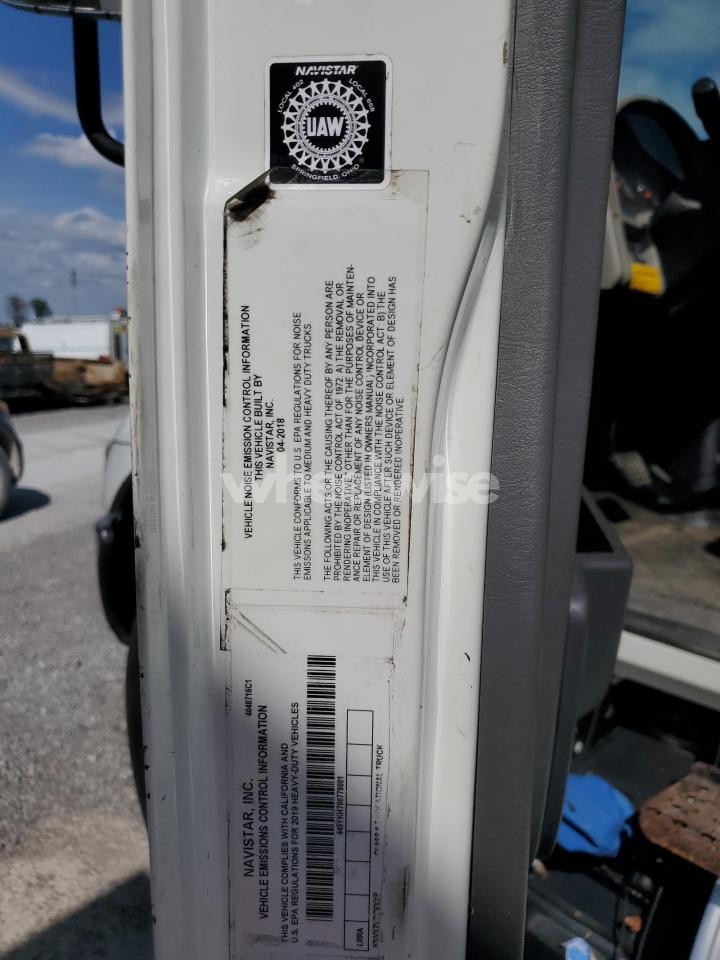 NAVISTAR
LOCAL 402 LOCAL 658
UAW
SPRINGFIELD, OHIO
VEHICLE NOISE EMISSION CONTROL INFORMATION
THIS VEHICLE BUILT BY
NAVISTAR, INC.
04-2018
THIS VEHICLE CONFORMS TO U.S. EPA REGULATIONS FOR NOISE
EMISSIONS APPLICABLE TO MEDIUM AND HEAVY DUTY TRUCKS.
THE FOLLOWING ACTS OR THE CAUSING THEREOF BY ANY PERSON ARE
PROHIBITED BY THE NOISE CONTROL ACT OF 1972 A) THE REMOVAL OR
RENDERING INOPERATIVE, OTHER THAN FOR THE PURPOSES OF MAINTEN-
ANCE REPAIR OR REPLACEMENT OF ANY NOISE CONTROL DEVICE OR
ELEMENT OF DESIGN (LISTED IN OWNERS MANUAL) INCORPORATED INTO
THIS VEHICLE IN COMPLIANCE WITH THE NOISE CONTROL ACT: B) THE
USE OF THIS VEHICLE AFTER SUCH DEVICE OR ELEMENT OF DESIGN HAS
BEEN REMOVED OR RENDERED INOPERATIVE.
wheelwise
4048716C1
NAVISTAR, INC.
VEHICLE EMISSIONS CONTROL INFORMATION
THIS VEHICLE COMPLIES WITH CALIFORNIA AND
U.S. EPA REGULATIONS FOR 2019 HEAVY-DUTY VEHICLES
LRRA
TRUCK